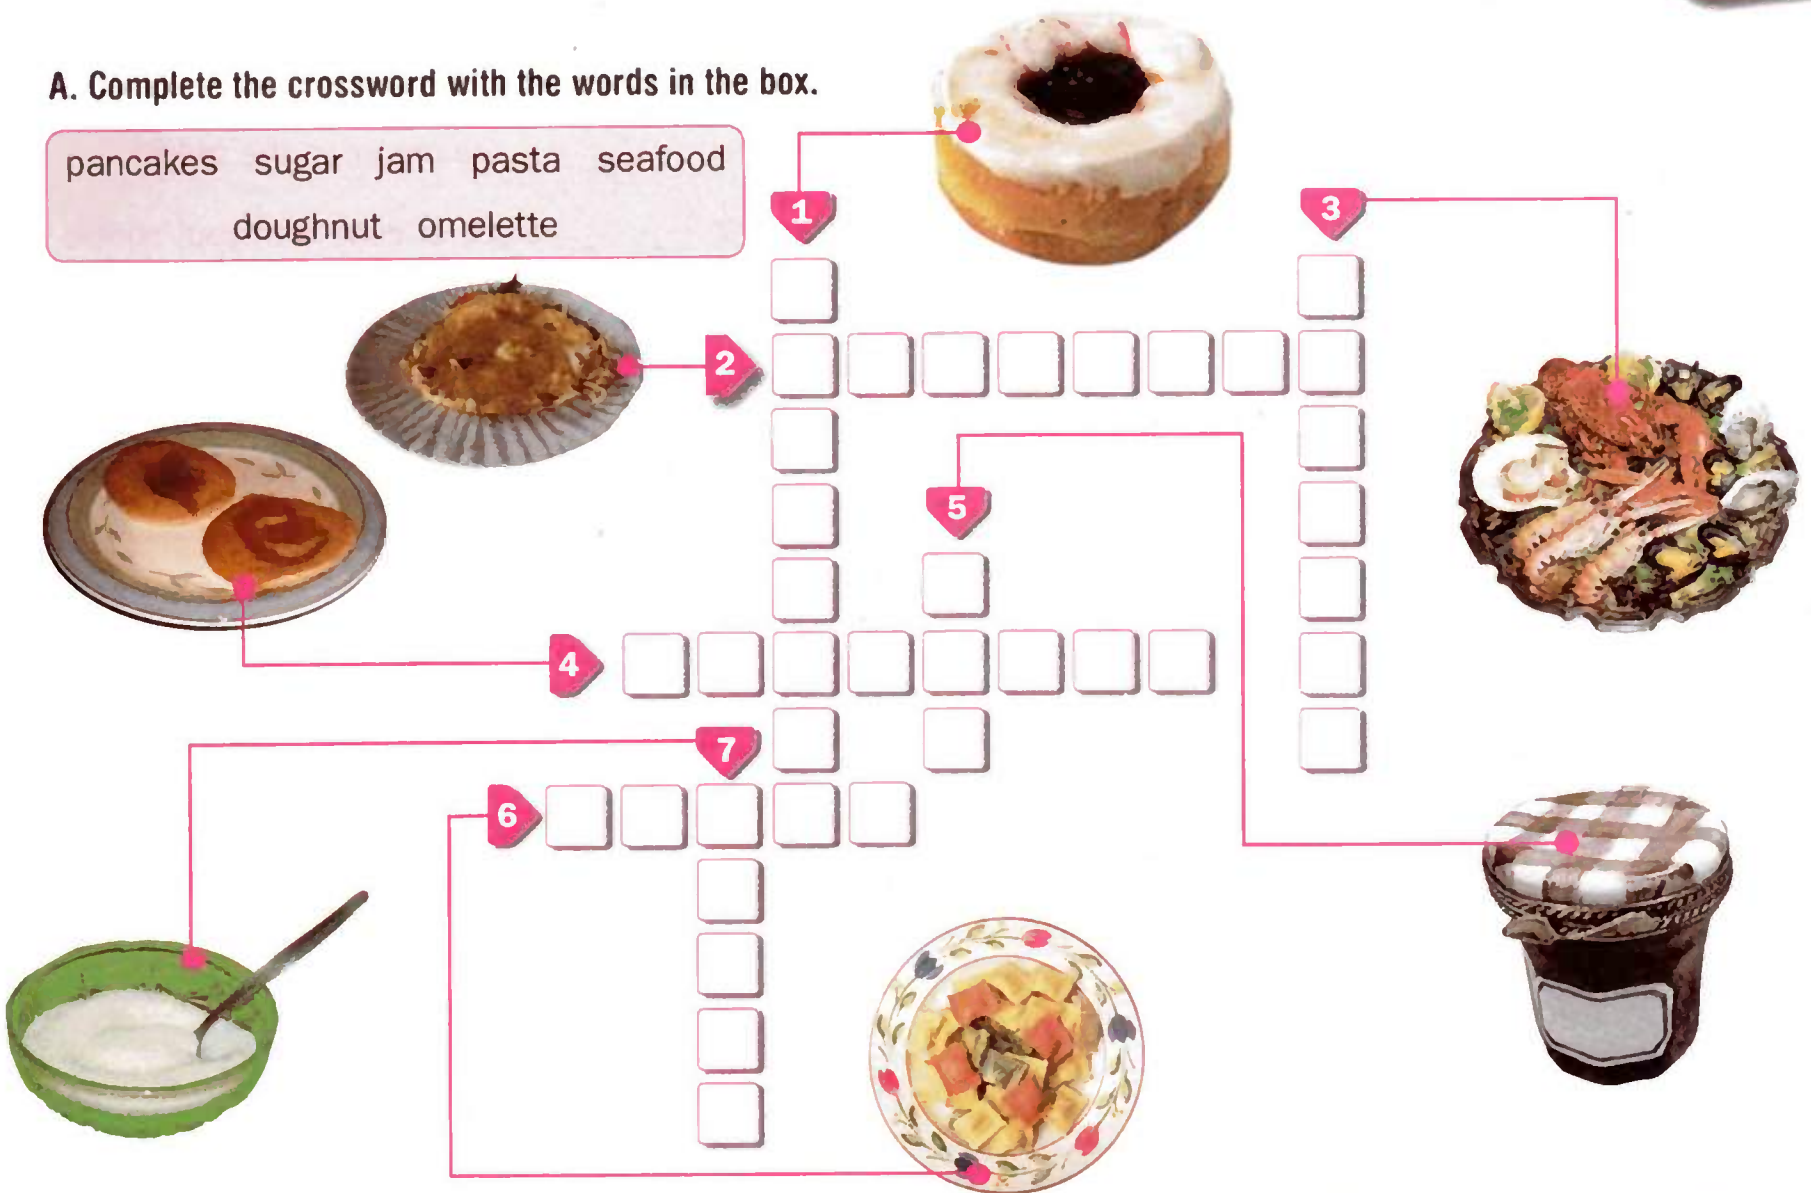 A. Complete the crossword with the words in the box.
pancakes sugar jam pasta seafood
doughnut omelette
1
3
2
5
4
7
6